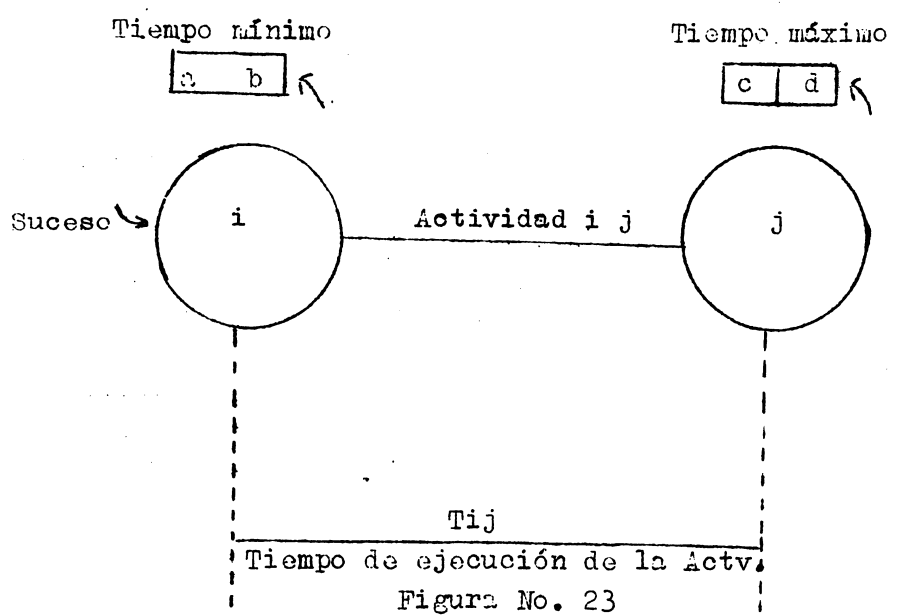 Tiempo mínimo
Tiempo máximo
a b
c d
Suceso
i
Actividad i j
j
Tij
Tiempo de ejecución de la Actv.
Figura No. 23